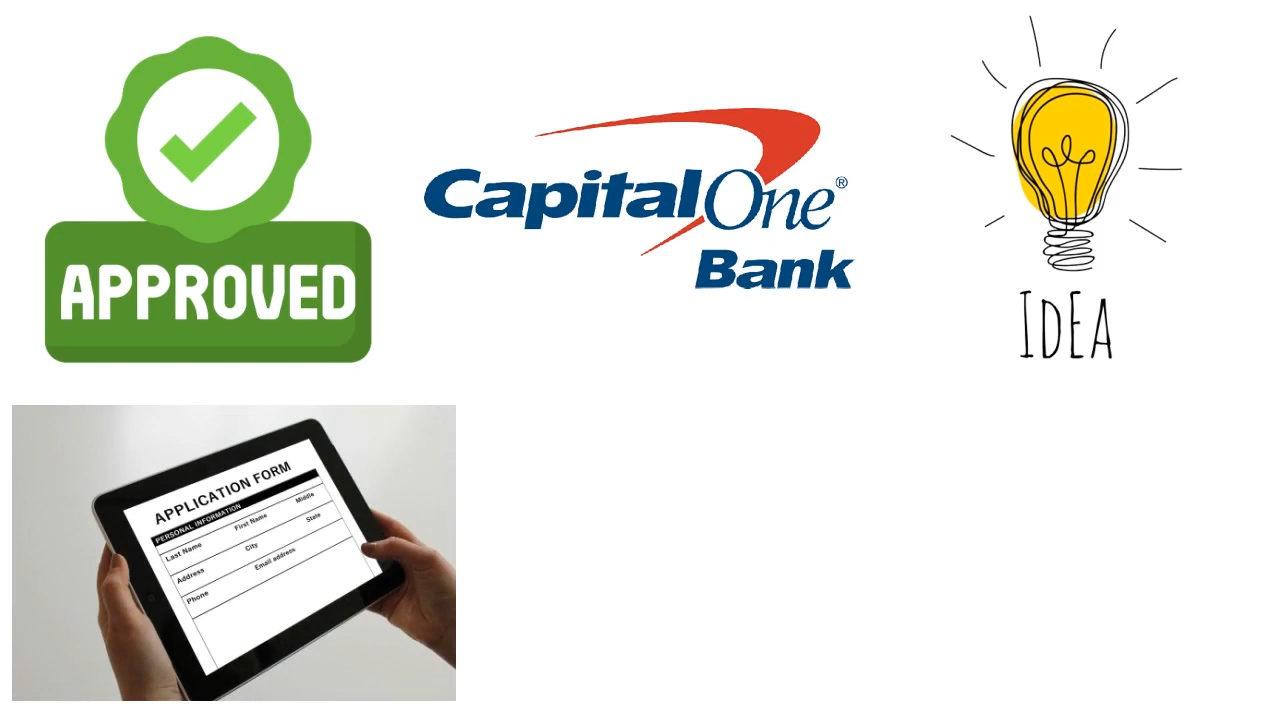 APPROVED
CapitalOne®
Bank
IDEA
APPLICATION FORM
PERSONAL INFORMATION
Last Name First Name Middle
Address City State
Phone Email address